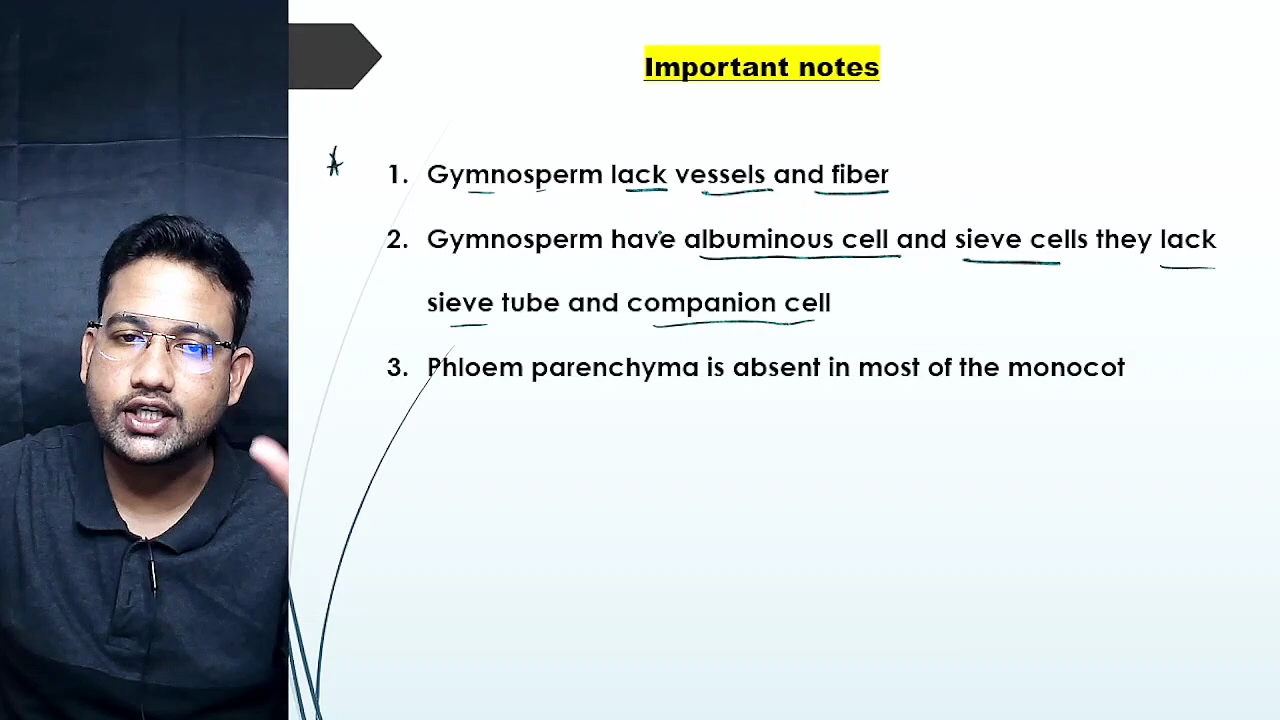 Important notes
1. Gymnosperm lack vessels and fiber
2. Gymnosperm have albuminous cell and sieve cells they lack
sieve tube and companion cell
3. Phloem parenchyma is absent in most of the monocot